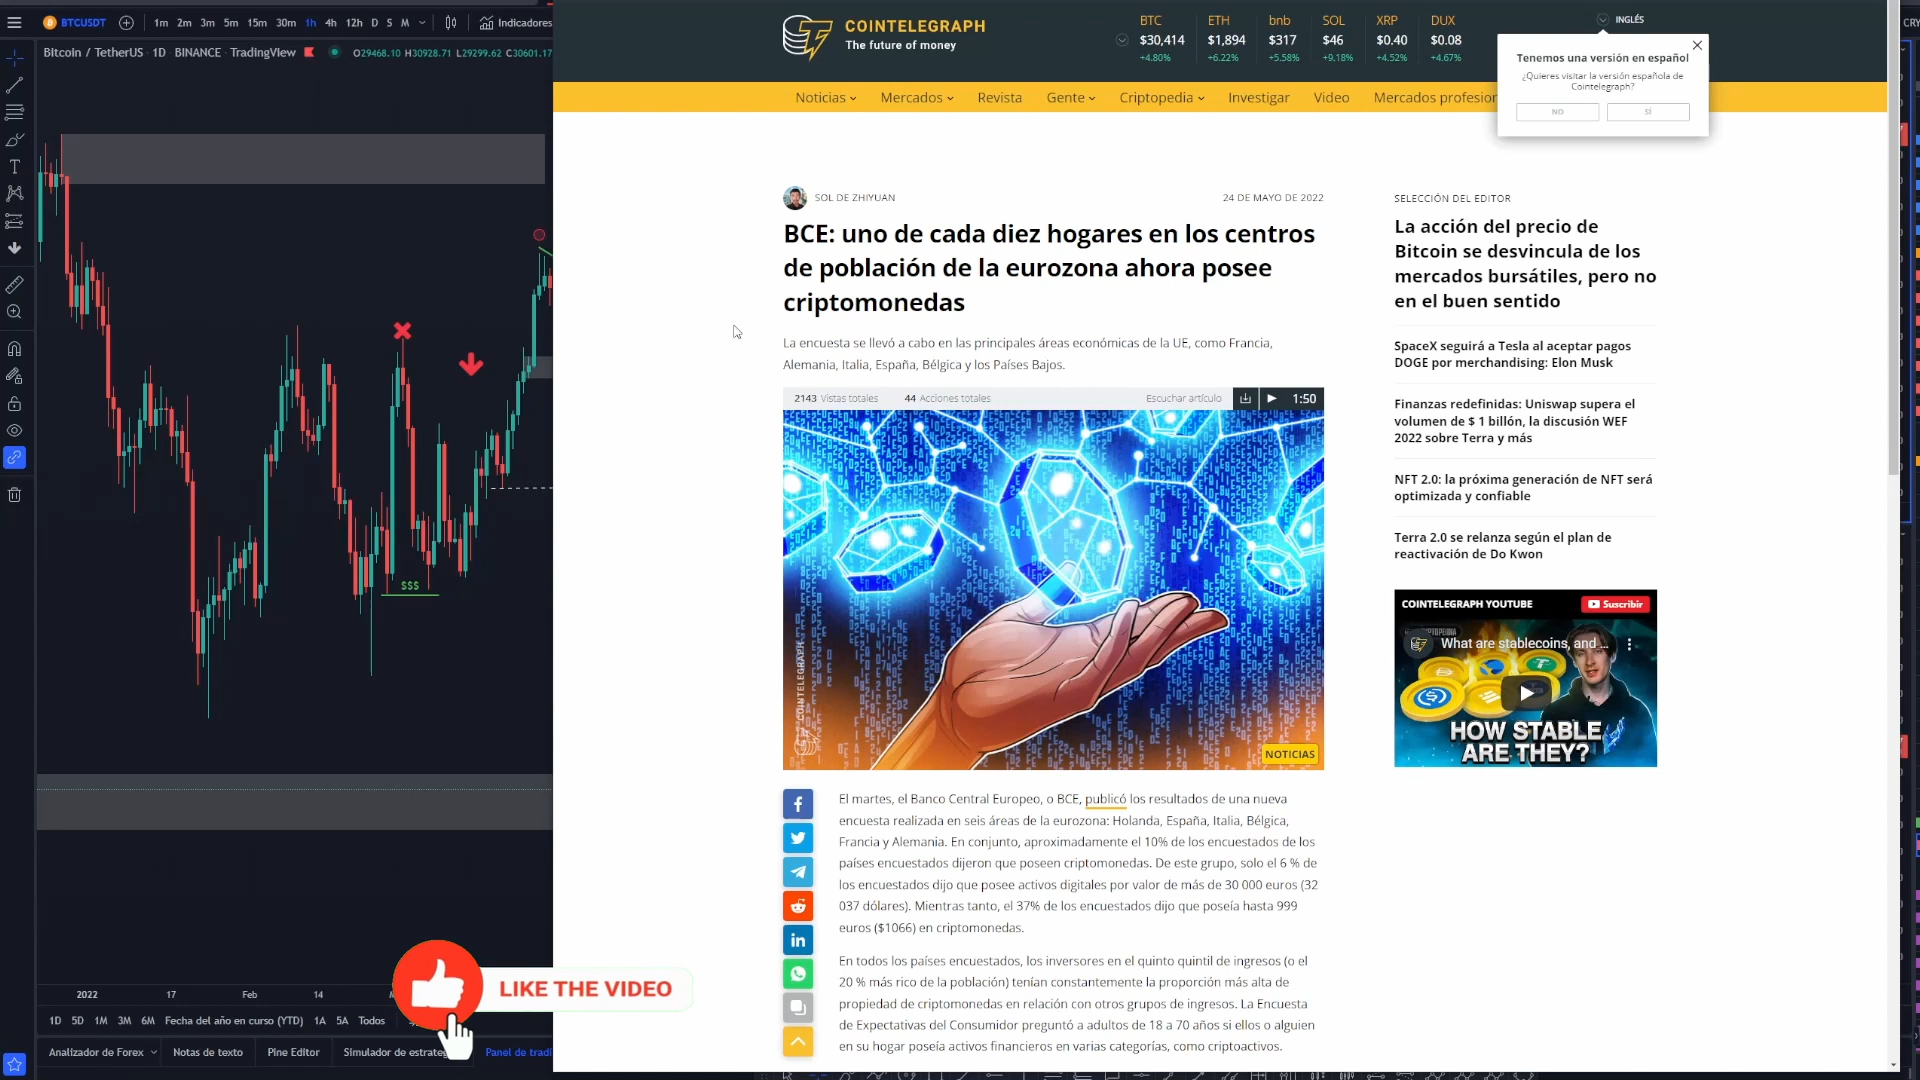 BTCUSDT 1m 2m 3m 5m 15m 30m 1h 4h 12h D S M Indicadores
Bitcoin / TetherUS · 1D · BINANCE · TradingView O29468.10 H30928.71 L29299.62 C30601.17
$$$
2022 17 Feb 14
1D 5D 1M 3M 6M Fecha del año en curso (YTD) 1A 5A Todos
Analizador de Forex Notas de texto Pine Editor Simulador de estrateg Panel de tradi
LIKE THE VIDEO
COINTELEGRAPH
The future of money
BTC ETH bnb SOL XRP DUX
$30,414 $1,894 $317 $46 $0.40 $0.08
+4.80% +6.22% +5.58% +9.18% +4.52% +4.67%
INGLÉS
Tenemos una versión en español
¿Quieres visitar la versión española de
Cointelegraph?
NO SÍ
Noticias Mercados Revista Gente Criptopedia Investigar Video Mercados profesion
SOL DE ZHIYUAN 24 DE MAYO DE 2022
BCE: uno de cada diez hogares en los centros
de población de la eurozona ahora posee
criptomonedas
La encuesta se llevó a cabo en las principales áreas económicas de la UE, como Francia,
Alemania, Italia, España, Bélgica y los Países Bajos.
2143 Vistas totales 44 Acciones totales Escuchar artículo 1:50
COINTELEGRAPH
NOTICIAS
El martes, el Banco Central Europeo, o BCE, publicó los resultados de una nueva
encuesta realizada en seis áreas de la eurozona: Holanda, España, Italia, Bélgica,
Francia y Alemania. En conjunto, aproximadamente el 10% de los encuestados de los
países encuestados dijeron que poseen criptomonedas. De este grupo, solo el 6 % de
los encuestados dijo que posee activos digitales por valor de más de 30 000 euros (32
037 dólares). Mientras tanto, el 37% de los encuestados dijo que poseía hasta 999
euros ($1066) en criptomonedas.
En todos los países encuestados, los inversores en el quinto quintil de ingresos (o el
20 % más rico de la población) tenían constantemente la proporción más alta de
propiedad de criptomonedas en relación con otros grupos de ingresos. La Encuesta
de Expectativas del Consumidor preguntó a adultos de 18 a 70 años si ellos o alguien
en su hogar poseía activos financieros en varias categorías, como criptoactivos.
SELECCIÓN DEL EDITOR
La acción del precio de
Bitcoin se desvincula de los
mercados bursátiles, pero no
en el buen sentido
SpaceX seguirá a Tesla al aceptar pagos
DOGE por merchandising: Elon Musk
Finanzas redefinidas: Uniswap supera el
volumen de $ 1 billón, la discusión WEF
2022 sobre Terra y más
NFT 2.0: la próxima generación de NFT será
optimizada y confiable
Terra 2.0 se relanza según el plan de
reactivación de Do Kwon
COINTELEGRAPH YOUTUBE Suscribir
What are stablecoins, and ...
HOW STABLE
ARE THEY?
CRY